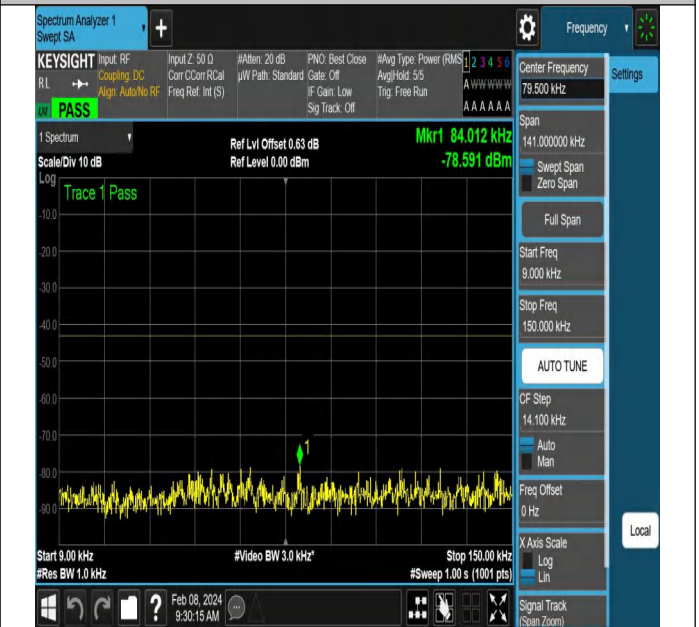 Spectrum Analyzer 1
Swept SA
Frequency
KEYSIGHT
RL
PASS
Input: RF
Coupling: DC
Align: Auto/No RF
Input Z: 50 Ω
Corr CCorr RCal
Freq Ref: Int (S)
#Atten: 20 dB
µW Path: Standard
PNO: Best Close
Gate: Off
IF Gain: Low
Sig Track: Off
#Avg Type: Power (RMS
Avg|Hold: 5/5
Trig: Free Run
1 2 3 4 5 6
A W W W W W
A A A A A A
1 Spectrum
Scale/Div 10 dB
Log
Ref Lvl Offset 0.63 dB
Ref Level 0.00 dBm
Mkr1 84.012 kHz
-78.591 dBm
Trace 1 Pass
-10.0
-20.0
-30.0
-40.0
-50.0
-60.0
-70.0
-80.0
-90.0
1
Start 9.00 kHz
#Res BW 1.0 kHz
#Video BW 3.0 kHz*
Stop 150.00 kHz
#Sweep 1.00 s (1001 pts)
Feb 08, 2024
9:30:15 AM
Center Frequency
79.500 kHz
Settings
Span
141.000000 kHz
Swept Span
Zero Span
Full Span
Start Freq
9.000 kHz
Stop Freq
150.000 kHz
AUTO TUNE
CF Step
14.100 kHz
Auto
Man
Freq Offset
0 Hz
X Axis Scale
Log
Lin
Local
Signal Track
(Span Zoom)